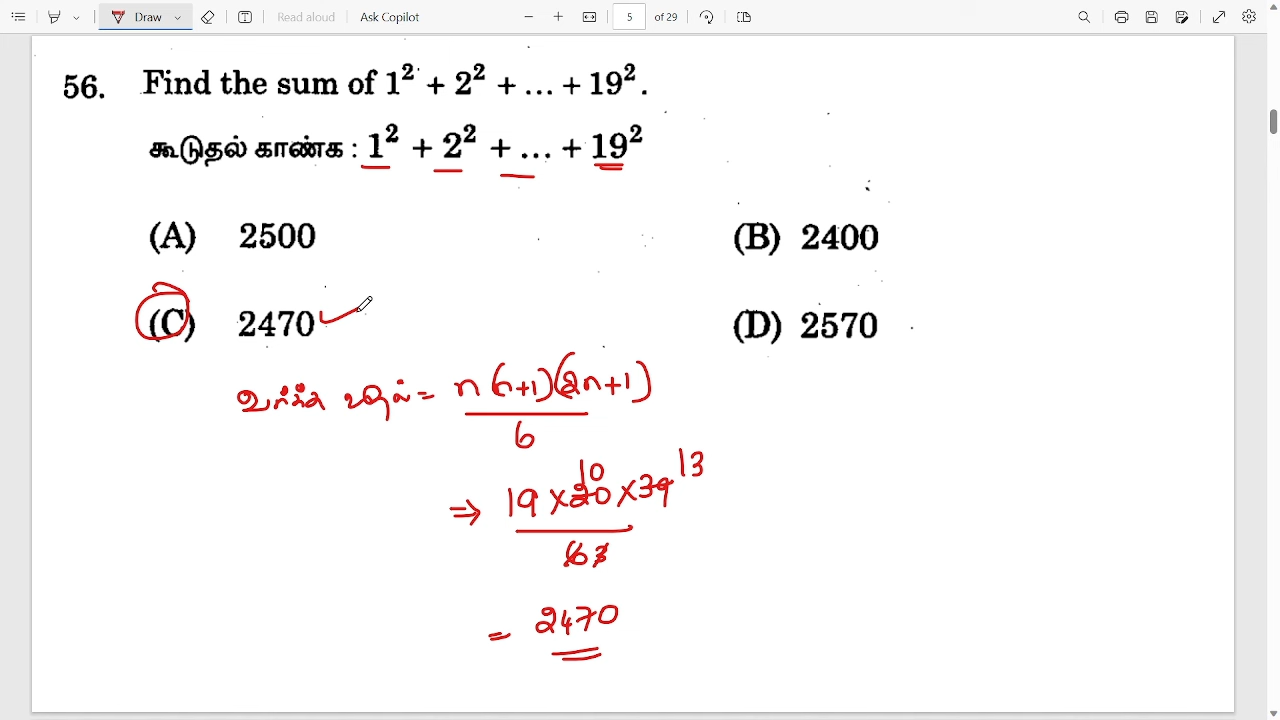 Draw
Read aloud
Ask Copilot
5
of 29
56. Find the sum of 1² + 2² + ... + 19².
கூடுதல் காண்க : 1² + 2² + ... + 19²
(A) 2500
(B) 2400
(C) 2470
(D) 2570
வர்க்க = n(n+1)(2n+1)
6
⇒ 19 × 20 × 39
10
13
6 3
= 2470